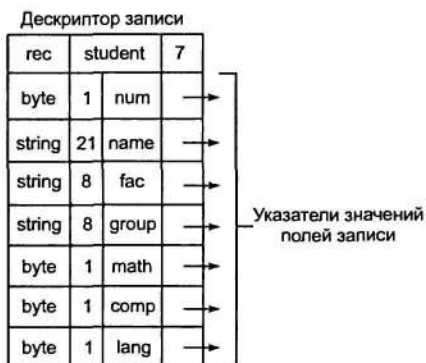 Дескриптор записи
rec student 7
byte 1 num
string 21 name
string 8 fac
string 8 group
byte 1 math
byte 1 comp
byte 1 lang
Указатели значений
полей записи